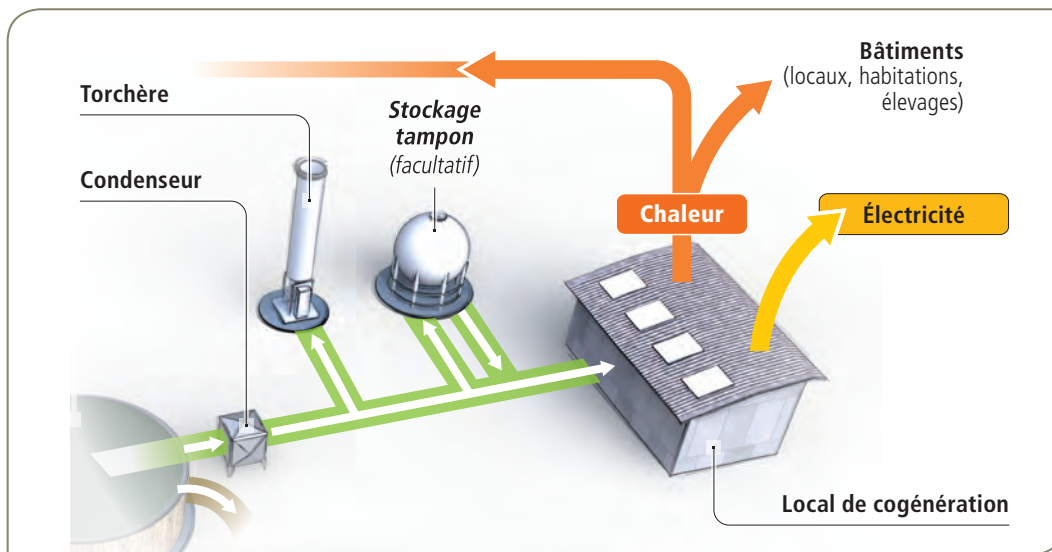 Torchère
Condenseur
Stockage
tampon
(facultatif)
Bâtiments
(locaux, habitations,
élevages)
Chaleur
Électricité
Local de cogénération